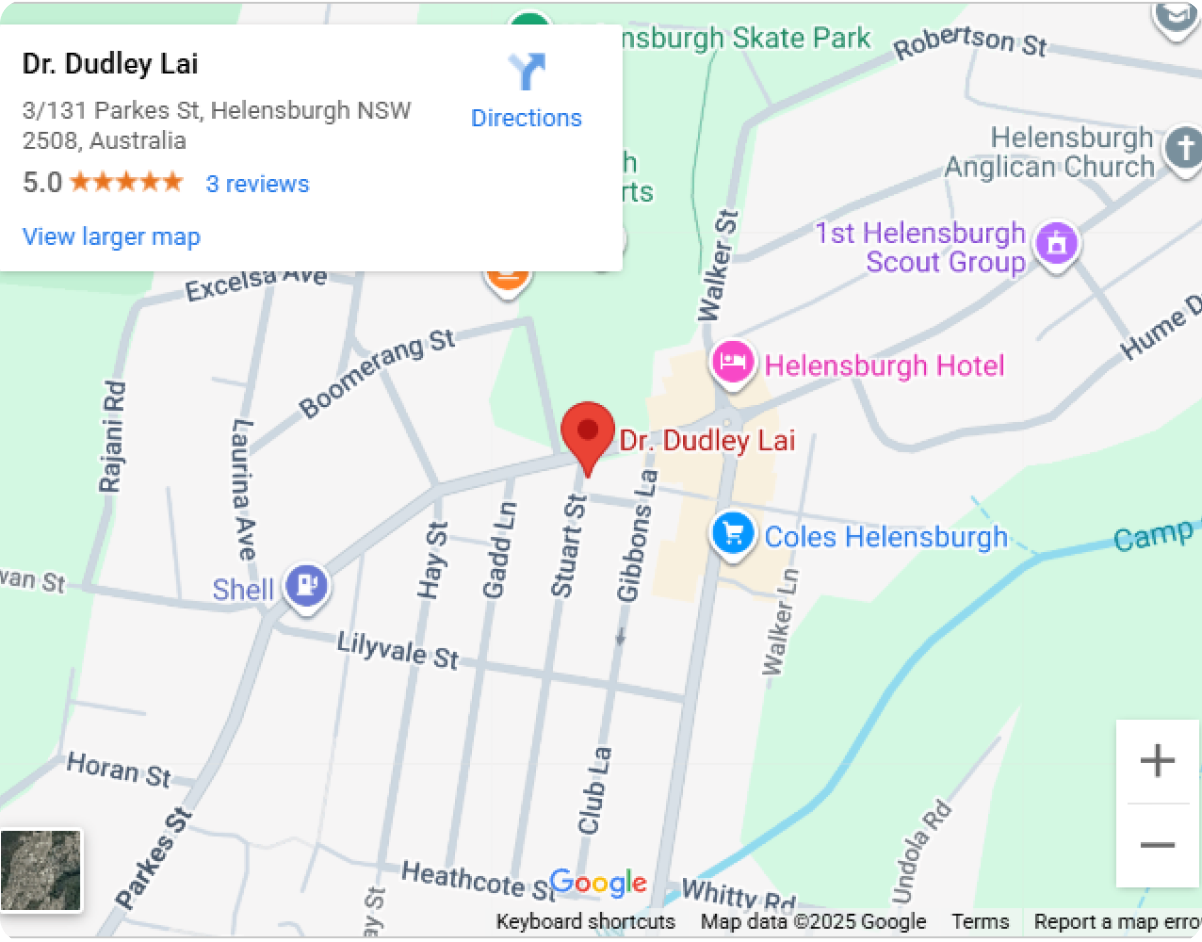 Dr. Dudley Lai
3/131 Parkes St, Helensburgh NSW
2508, Australia
5.0
3 reviews
Directions
View larger map
nsburgh Skate Park
Robertson St
Helensburgh
Anglican Church
h
rts
1st Helensburgh
Scout Group
Walker St
Excelsa Ave
Boomerang St
Hume D
Helensburgh Hotel
Rajani Rd
Laurina Ave
Dr. Dudley Lai
Gibbons La
Stuart St
Gadd Ln
Hay St
Coles Helensburgh
Camp
Shell
wan St
Walker Ln
Lilyvale St
Horan St
Club La
Parkes St
Undola Rd
Heathcote St
Google
Whitty Rd
ay St
Keyboard shortcuts
Map data ©2025 Google
Terms
Report a map erro